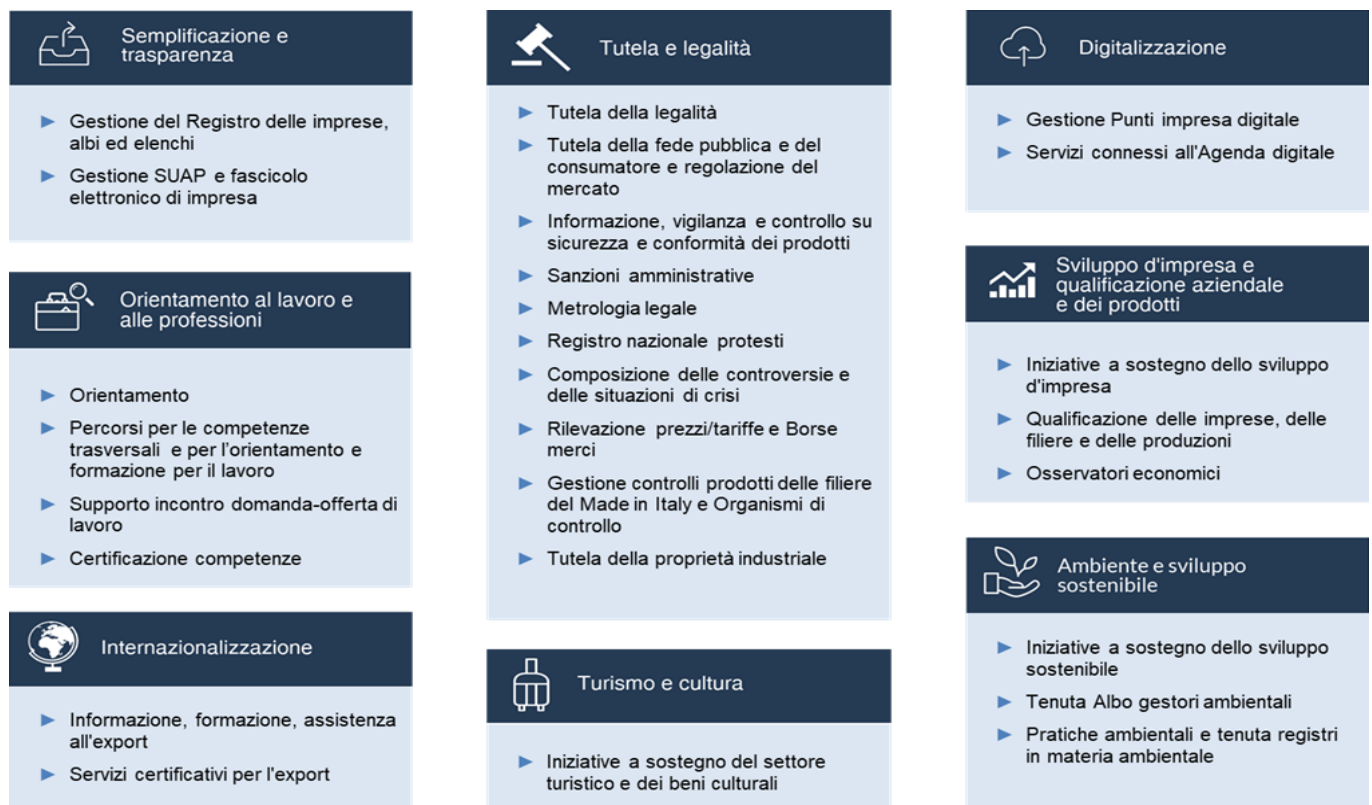 Semplificazione e
trasparenza
► Gestione del Registro delle imprese,
albi ed elenchi
► Gestione SUAP e fascicolo
elettronico di impresa
Orientamento al lavoro e
alle professioni
► Orientamento
► Percorsi per le competenze
trasversali e per l'orientamento e
formazione per il lavoro
► Supporto incontro domanda-offerta di
lavoro
► Certificazione competenze
Internazionalizzazione
► Informazione, formazione, assistenza
all'export
► Servizi certificativi per l'export
Tutela e legalità
► Tutela della legalità
► Tutela della fede pubblica e del
consumatore e regolazione del
mercato
► Informazione, vigilanza e controllo su
sicurezza e conformità dei prodotti
► Sanzioni amministrative
► Metrologia legale
► Registro nazionale protesti
► Composizione delle controversie e
delle situazioni di crisi
► Rilevazione prezzi/tariffe e Borse
merci
► Gestione controlli prodotti delle filiere
del Made in Italy e Organismi di
controllo
► Tutela della proprietà industriale
Turismo e cultura
► Iniziative a sostegno del settore
turistico e dei beni culturali
Digitalizzazione
► Gestione Punti impresa digitale
► Servizi connessi all'Agenda digitale
Sviluppo d'impresa e
qualificazione aziendale
e dei prodotti
► Iniziative a sostegno dello sviluppo
d'impresa
► Qualificazione delle imprese, delle
filiere e delle produzioni
► Osservatori economici
Ambiente e sviluppo
sostenibile
► Iniziative a sostegno dello sviluppo
sostenibile
► Tenuta Albo gestori ambientali
► Pratiche ambientali e tenuta registri
in materia ambientale